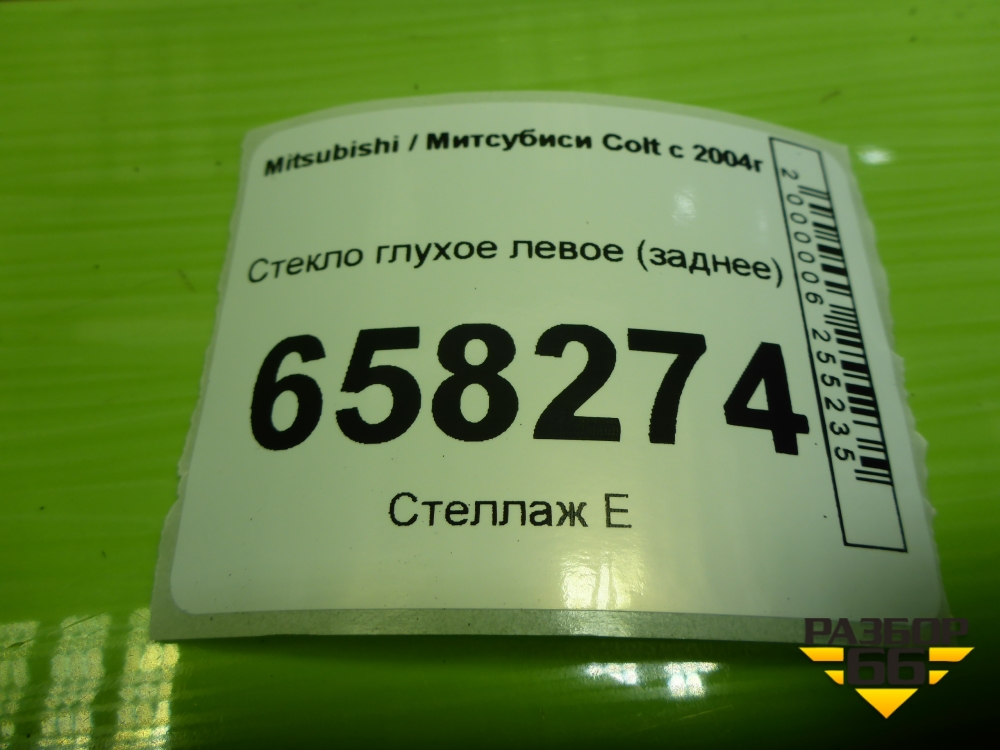 Mitsubishi / Митсубиси Colt с 2004г
Стекло глухое левое (заднее)
658274
Стеллаж Е
2000006255235
РАЗБОР
66